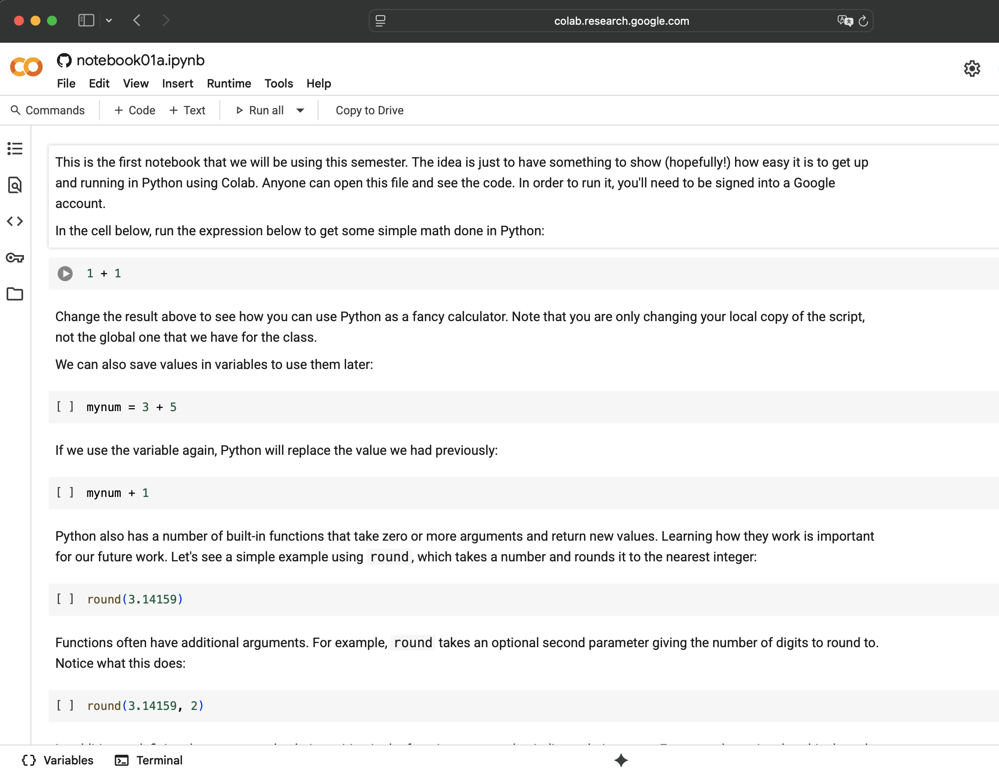 colab.research.google.com
notebook01a.ipynb
File Edit View Insert Runtime Tools Help
Commands + Code + Text Run all Copy to Drive
This is the first notebook that we will be using this semester. The idea is just to have something to show (hopefully!) how easy it is to get up
and running in Python using Colab. Anyone can open this file and see the code. In order to run it, you'll need to be signed into a Google
account.
In the cell below, run the expression below to get some simple math done in Python:
1 + 1
Change the result above to see how you can use Python as a fancy calculator. Note that you are only changing your local copy of the script,
not the global one that we have for the class.
We can also save values in variables to use them later:
[ ] mynum = 3 + 5
If we use the variable again, Python will replace the value we had previously:
[ ] mynum + 1
Python also has a number of built-in functions that take zero or more arguments and return new values. Learning how they work is important
for our future work. Let's see a simple example using round, which takes a number and rounds it to the nearest integer:
[ ] round(3.14159)
Functions often have additional arguments. For example, round takes an optional second parameter giving the number of digits to round to.
Notice what this does:
[ ] round(3.14159, 2)
{} Variables Terminal